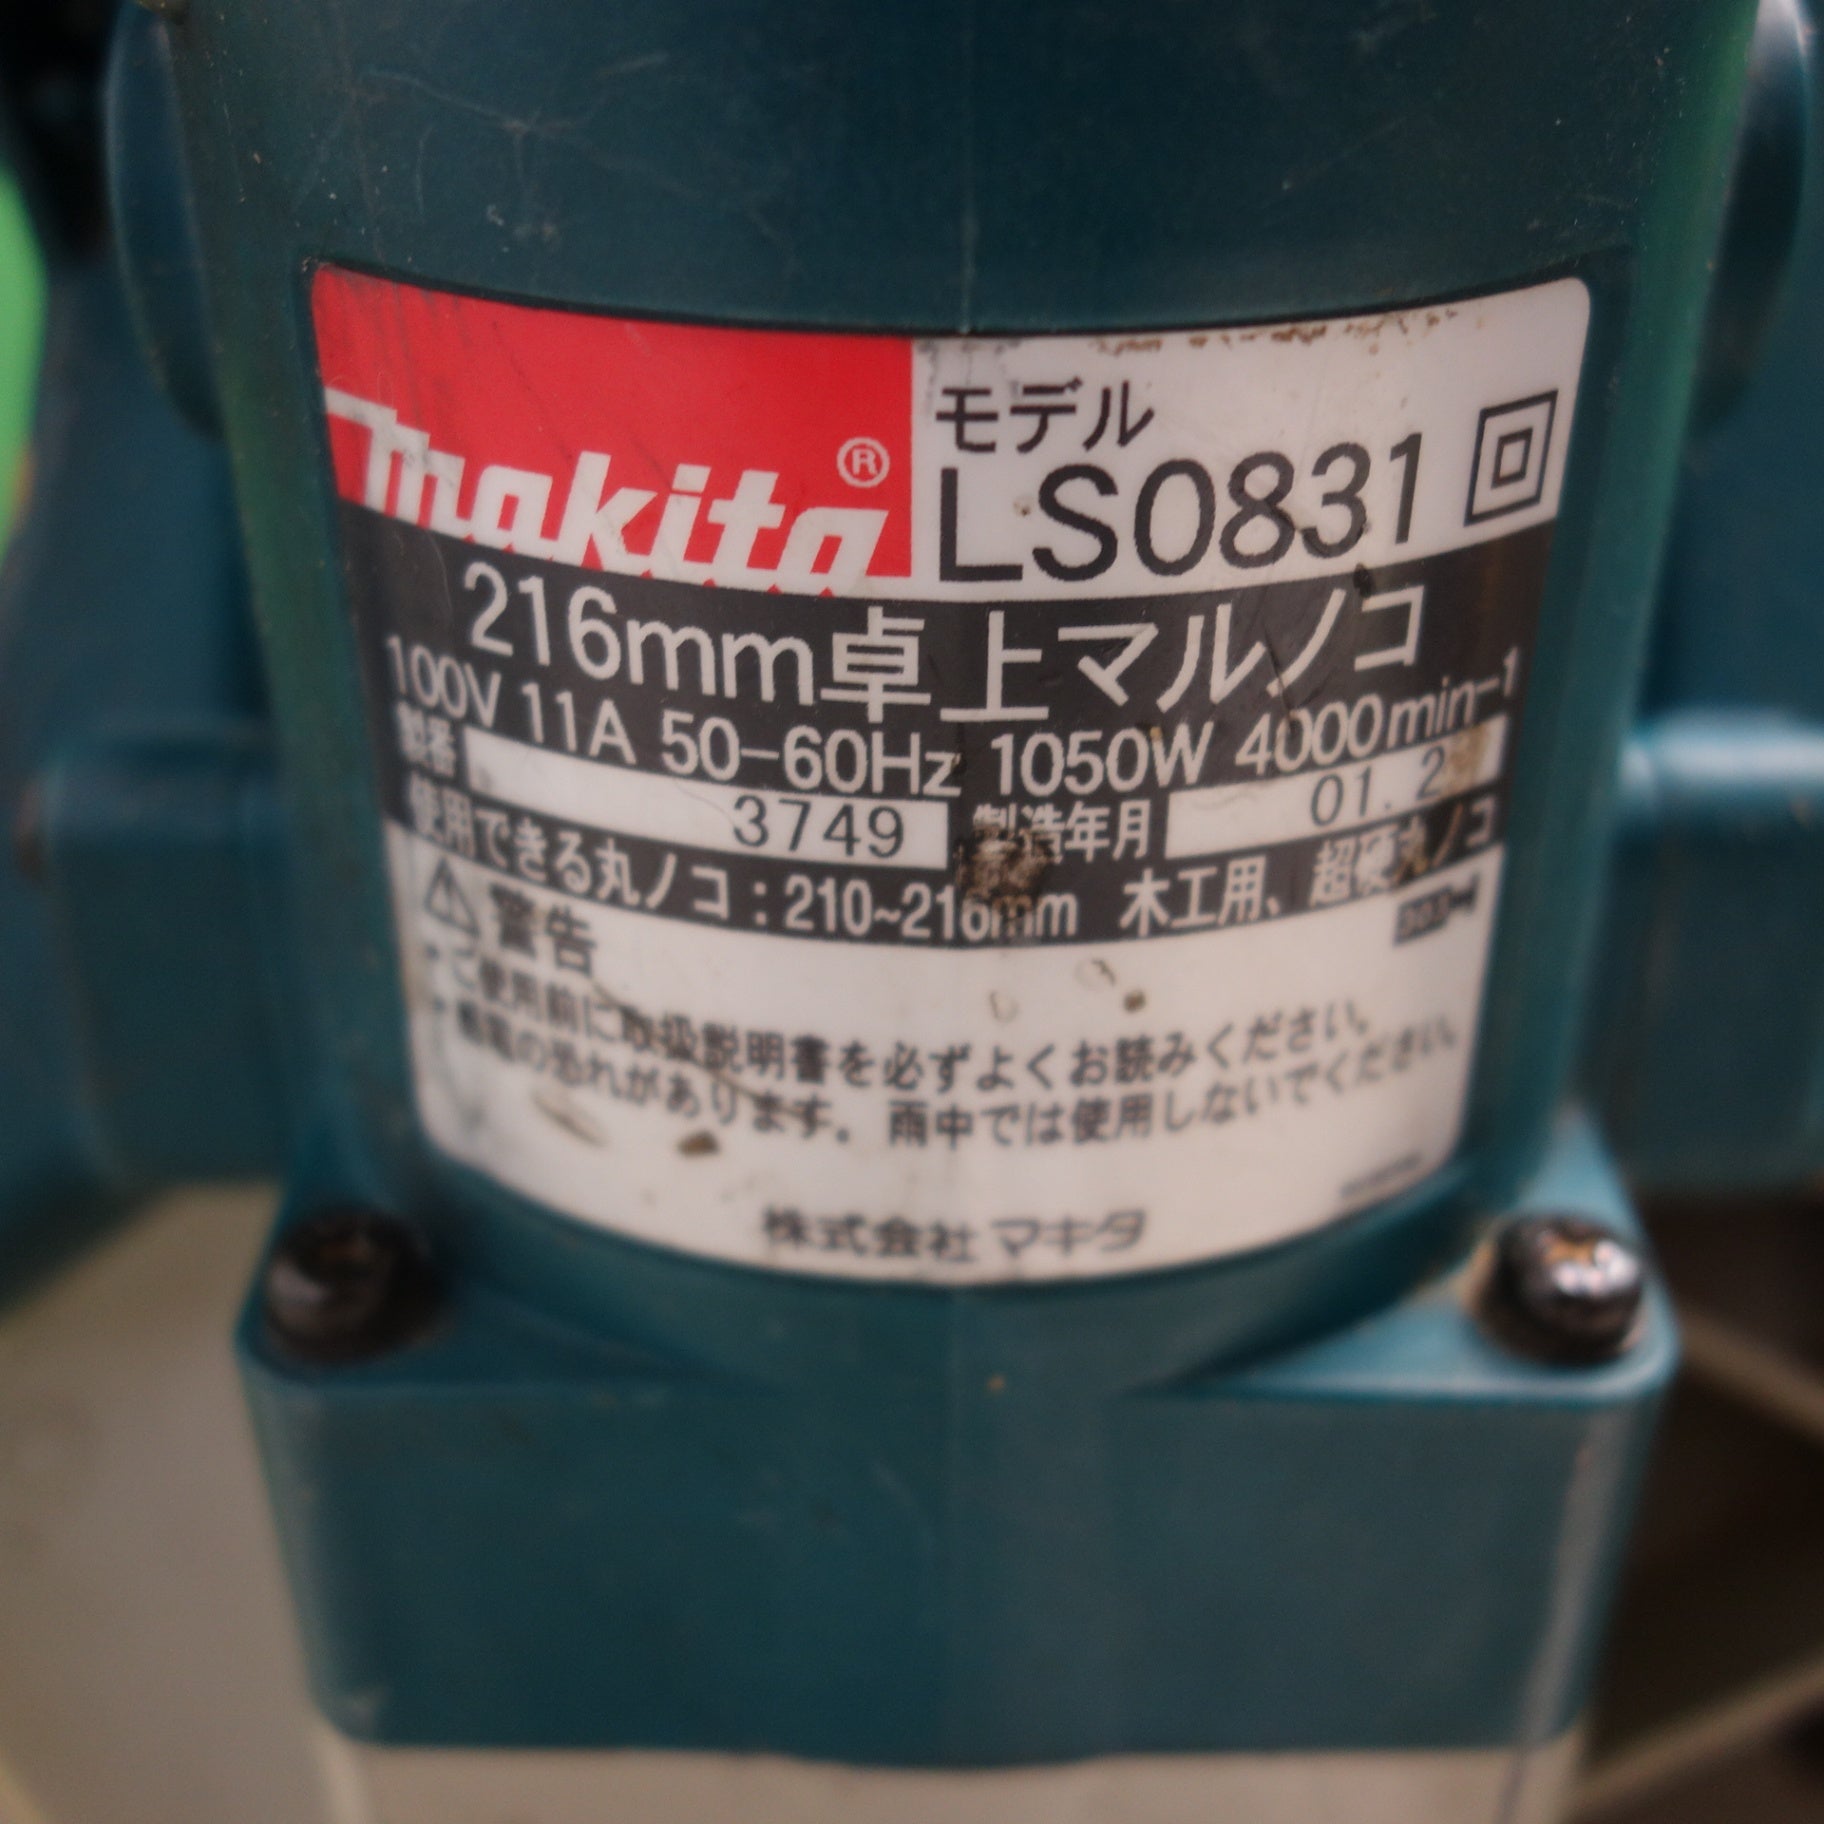 makita®
モデル
LS0831
216mm卓上マルノコ
100V 11A 50-60Hz 1050W 4000min-1
製番 3749 製造年月 01.2
使用できる丸ノコ:210~216mm 木工用、超硬丸ノコ
警告
・ご使用前に取扱説明書を必ずよくお読みください。
・感電の恐れがあります。雨中では使用しないでください。
株式会社 マキタ